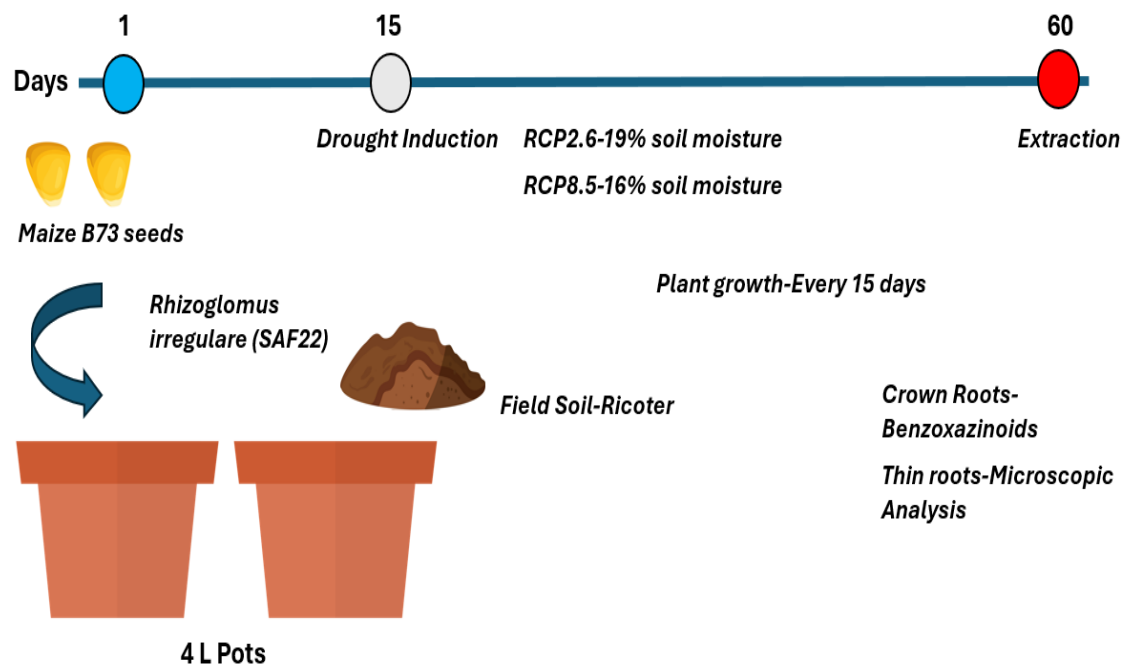 1
15
60
Days
Drought Induction
RCP2.6-19% soil moisture
Extraction
RCP8.5-16% soil moisture
Maize B73 seeds
Plant growth-Every 15 days
Rhizoglomus
irregulare (SAF22)
Field Soil-Ricoter
Crown Roots-
Benzoxazinoids
Thin roots-Microscopic
Analysis
4 L Pots